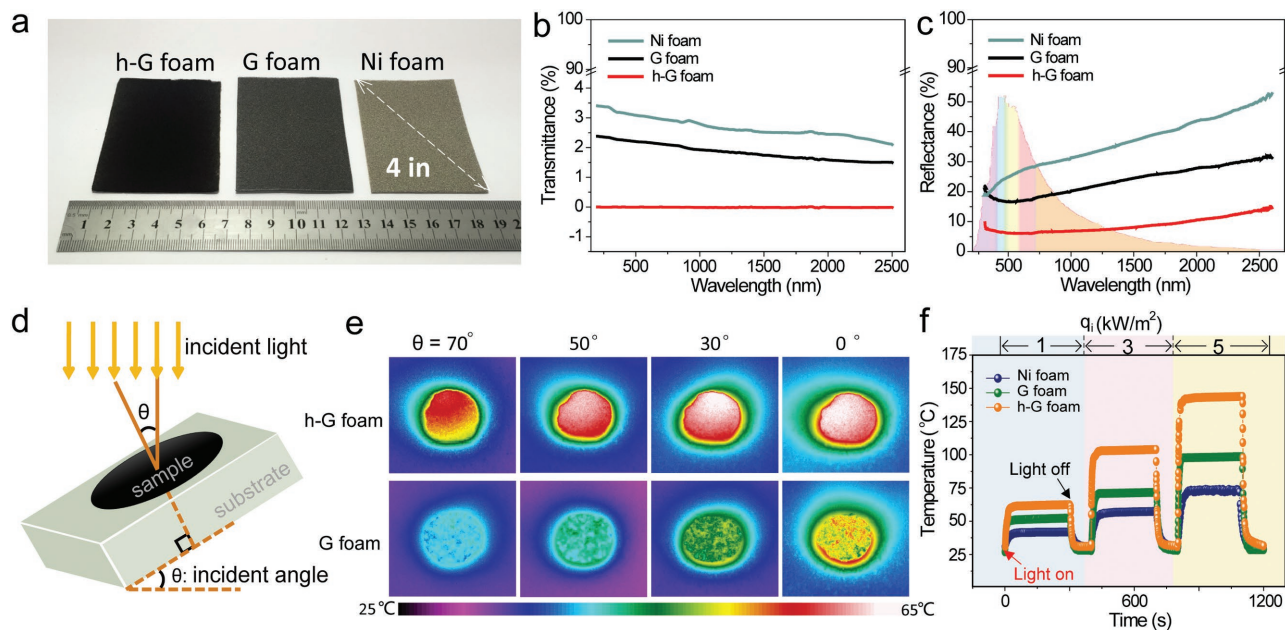 a
h-G foam G foam Ni foam
4 in
1 2 3 4 5 6 7 8 9 10 11 12 13 14 15 16 17 18 19 2
b
100
90
4
3
2
1
0
-1
Transmittance (%)
Ni foam
G foam
h-G foam
500 1000 1500 2000 2500
Wavelength (nm)
c
100
90
50
40
30
20
10
0
Reflectance (%)
Ni foam
G foam
h-G foam
500 1000 1500 2000 2500
Wavelength (nm)
d
incident light
θ
sample
substrate
θ: incident angle
e
θ = 70° 50° 30° 0°
h-G foam
G foam
25℃ 65℃
f
qi (kW/m²)
1 3 5
175
150
125
100
75
50
25
Temperature (℃)
Ni foam
G foam
h-G foam
Light off
Light on
0 600 1200
Time (s)